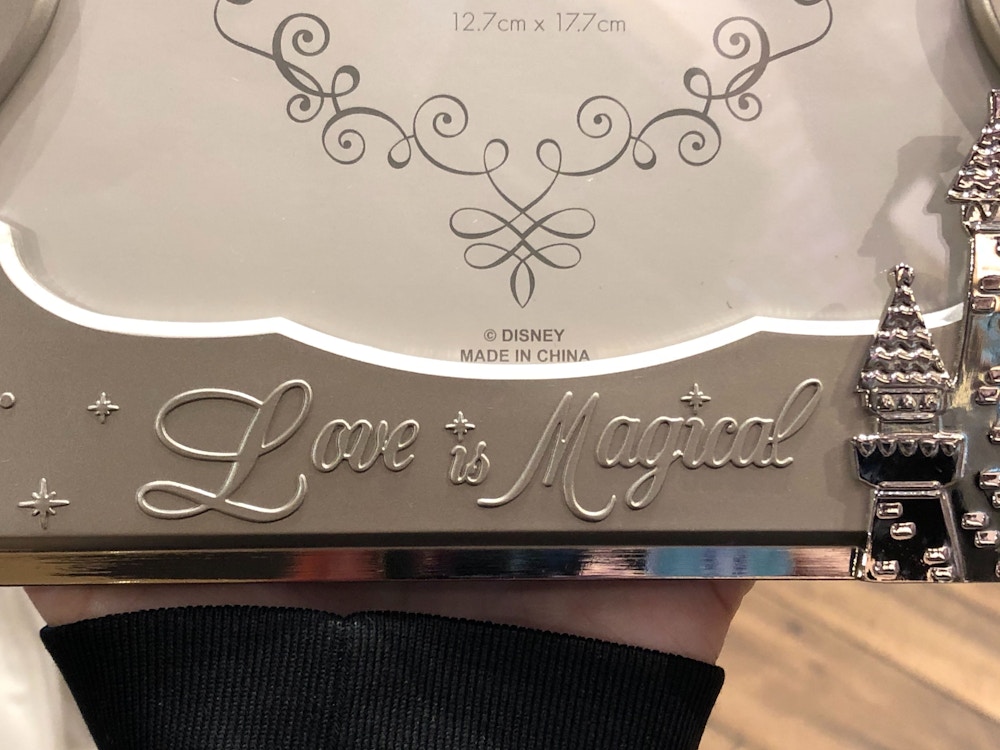 12.7cm x 17.7cm
© DISNEY
MADE IN CHINA
Love is Magical